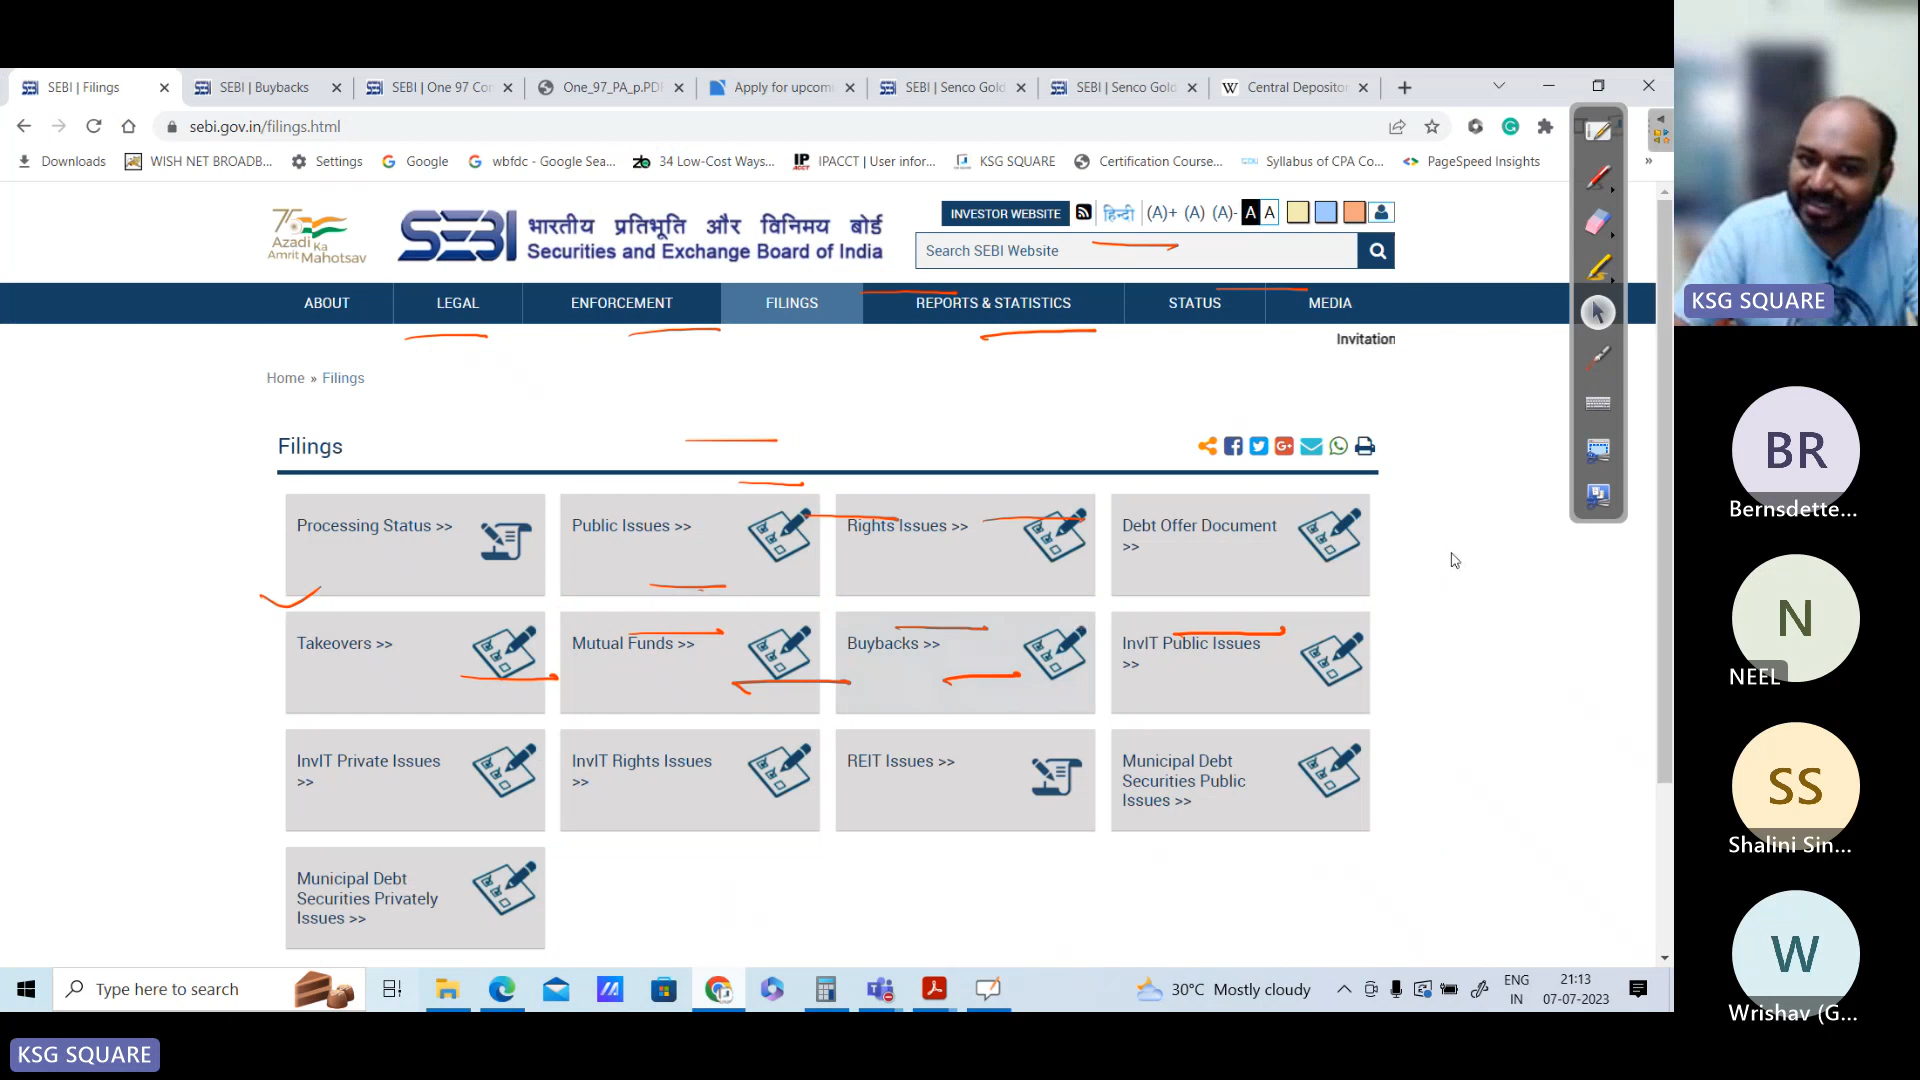 SEBI | Filings
SEBI | Buybacks
SEBI | One 97 Cor
One_97_PA_p.PDF
Apply for upcomi
SEBI | Senco Gold
SEBI | Senco Gold
Central Depositor
sebi.gov.in/filings.html
Downloads
WISH NET BROADB...
Settings
Google
wbfdc - Google Sea...
34 Low-Cost Ways...
IPACCT | User infor...
KSG SQUARE
Certification Course...
Syllabus of CPA Co...
PageSpeed Insights
»
75
Azadi Ka
Amrit Mahotsav
SEBI
भारतीय प्रतिभूति और विनिमय बोर्ड
Securities and Exchange Board of India
INVESTOR WEBSITE
हिन्दी
(A)+ (A) (A)- A A
Search SEBI Website
ABOUT
LEGAL
ENFORCEMENT
FILINGS
REPORTS & STATISTICS
STATUS
MEDIA
Invitation
Home » Filings
Filings
Processing Status >>
Public Issues >>
Rights Issues >>
Debt Offer Document
>>
Takeovers >>
Mutual Funds >>
Buybacks >>
InvIT Public Issues
>>
InvIT Private Issues
>>
InvIT Rights Issues
>>
REIT Issues >>
Municipal Debt
Securities Public
Issues >>
Municipal Debt
Securities Privately
Issues >>
Type here to search
30°C Mostly cloudy
ENG
IN
21:13
07-07-2023
KSG SQUARE
BR
Bernsdette...
N
NEEL
SS
Shalini Sin...
W
Wrishav (G...
KSG SQUARE